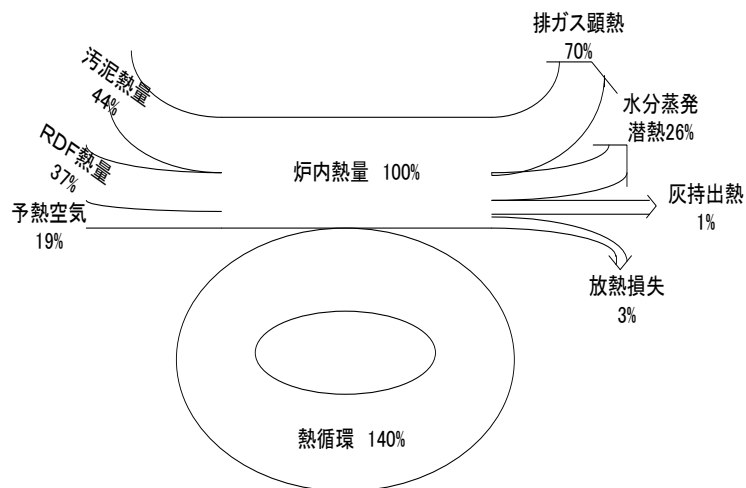 汚泥熱量
44%
RDF熱量
37%
予熱空気
19%
炉内熱量 100%
排ガス顕熱
70%
水分蒸発
潜熱26%
灰持出熱
1%
放熱損失
3%
熱循環 140%